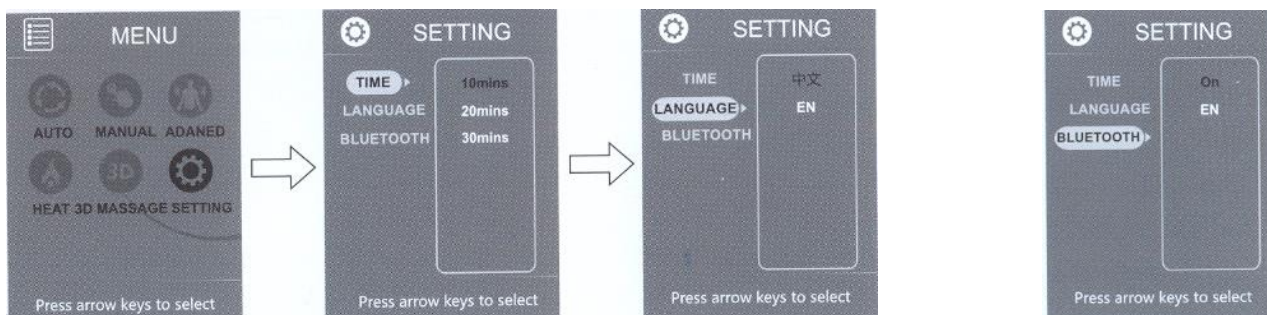 MENU
AUTO MANUAL ADANED
HEAT 3D MASSAGE SETTING
3D
Press arrow keys to select
SETTING
TIME 10mins
LANGUAGE 20mins
BLUETOOTH 30mins
Press arrow keys to select
SETTING
TIME 中文
LANGUAGE EN
BLUETOOTH
Press arrow keys to select
SETTING
TIME On
LANGUAGE EN
BLUETOOTH
Press arrow keys to select